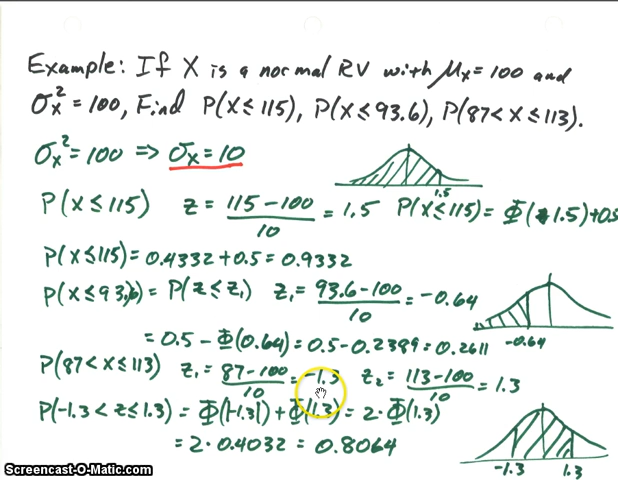 Example: If X is a normal RV with μx = 100 and
σx² = 100, Find P(X ≤ 115), P(X ≤ 93.6), P(87 < X ≤ 113).
σx² = 100 => σx = 10
1.5
P(X ≤ 115) z = 115 - 100 / 10 = 1.5 P(X ≤ 115) = Φ(1.5) + 0.5
P(X ≤ 115) = 0.4332 + 0.5 = 0.9332
P(X ≤ 93.6) = P(z ≤ z₁) z₁ = 93.6 - 100 / 10 = -0.64
-0.64
= 0.5 - Φ(0.64) = 0.5 - 0.2389 = 0.2611
P(87 < X ≤ 113) z₁ = 87 - 100 / 10 = -1.3 z₂ = 113 - 100 / 10 = 1.3
P(-1.3 < z ≤ 1.3) = Φ(|-1.3|) + Φ(1.3) = 2 · Φ(1.3)
= 2 · 0.4032 = 0.8064
-1.3 1.3
Screencast-O-Matic.com